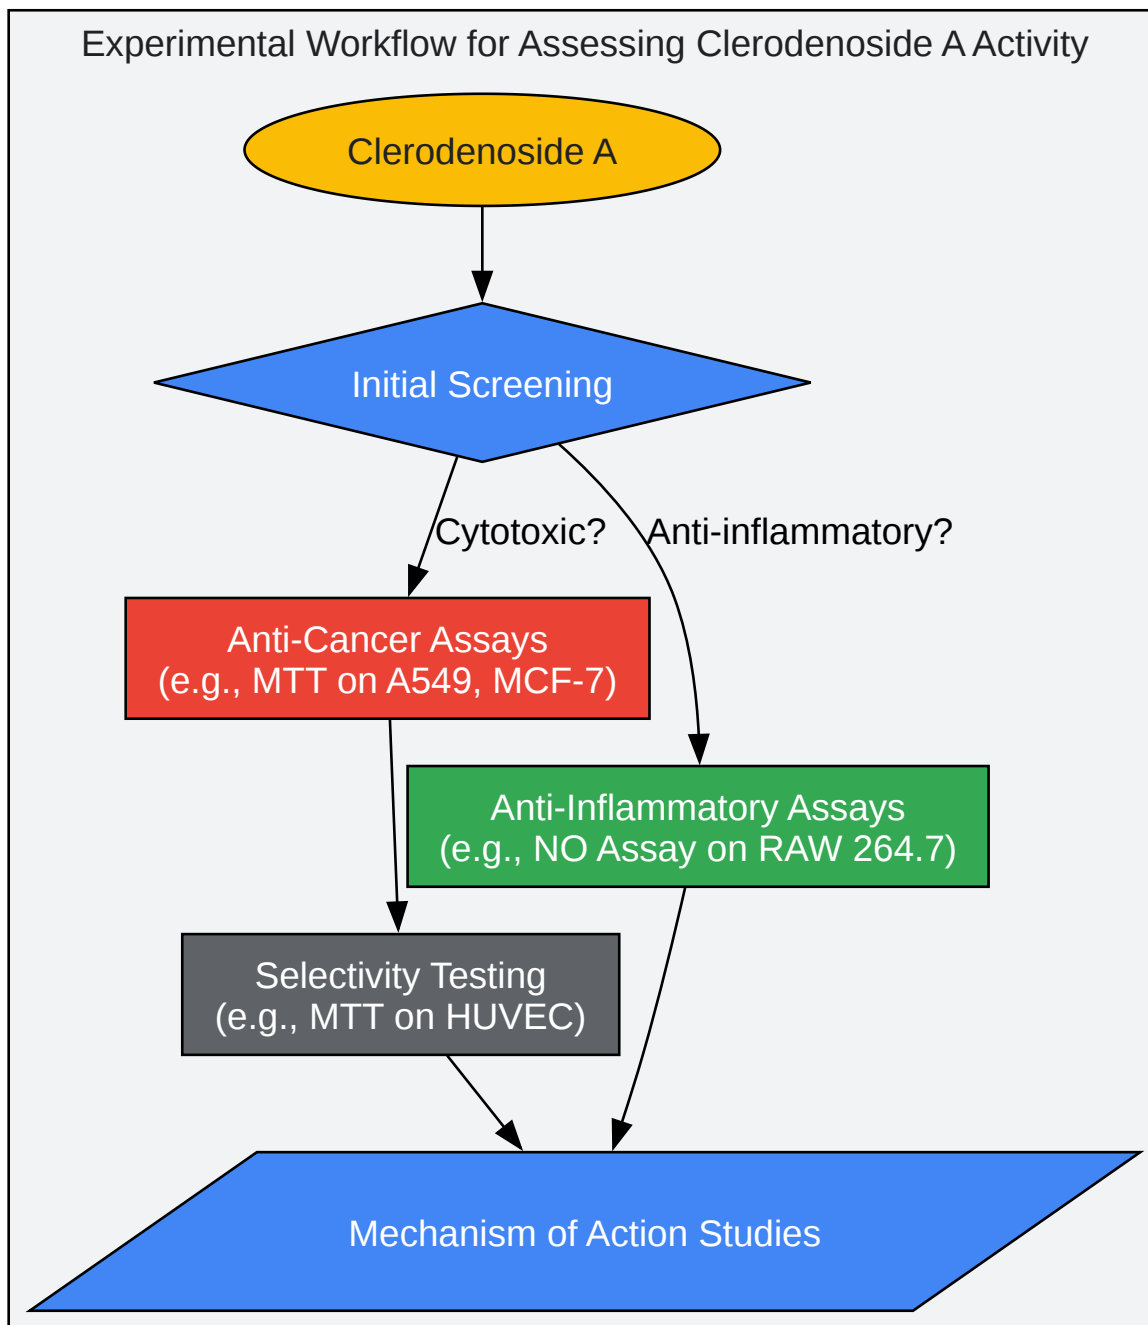 Experimental Workflow for Assessing Clerodenoside A Activity
Clerodenoside A
Initial Screening
Cytotoxic?
Anti-inflammatory?
Anti-Cancer Assays
(e.g., MTT on A549, MCF-7)
Anti-Inflammatory Assays
(e.g., NO Assay on RAW 264.7)
Selectivity Testing
(e.g., MTT on HUVEC)
Mechanism of Action Studies